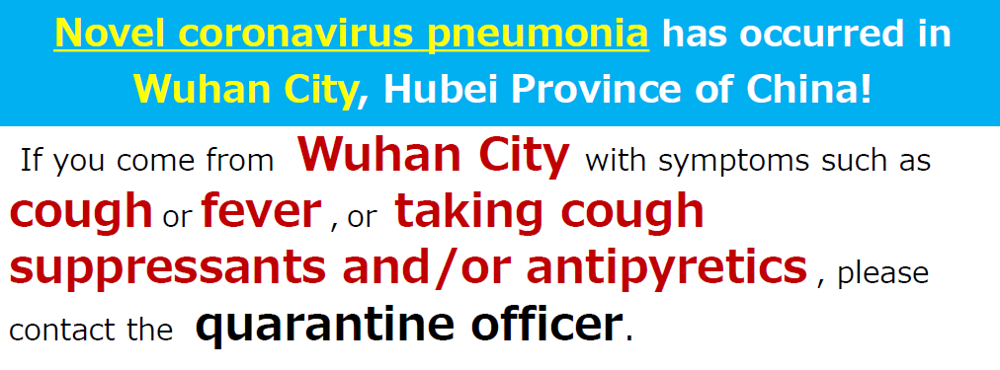 Novel coronavirus pneumonia has occurred in
Wuhan City, Hubei Province of China!
If you come from Wuhan City with symptoms such as
cough or fever , or taking cough
suppressants and/or antipyretics , please
contact the quarantine officer.